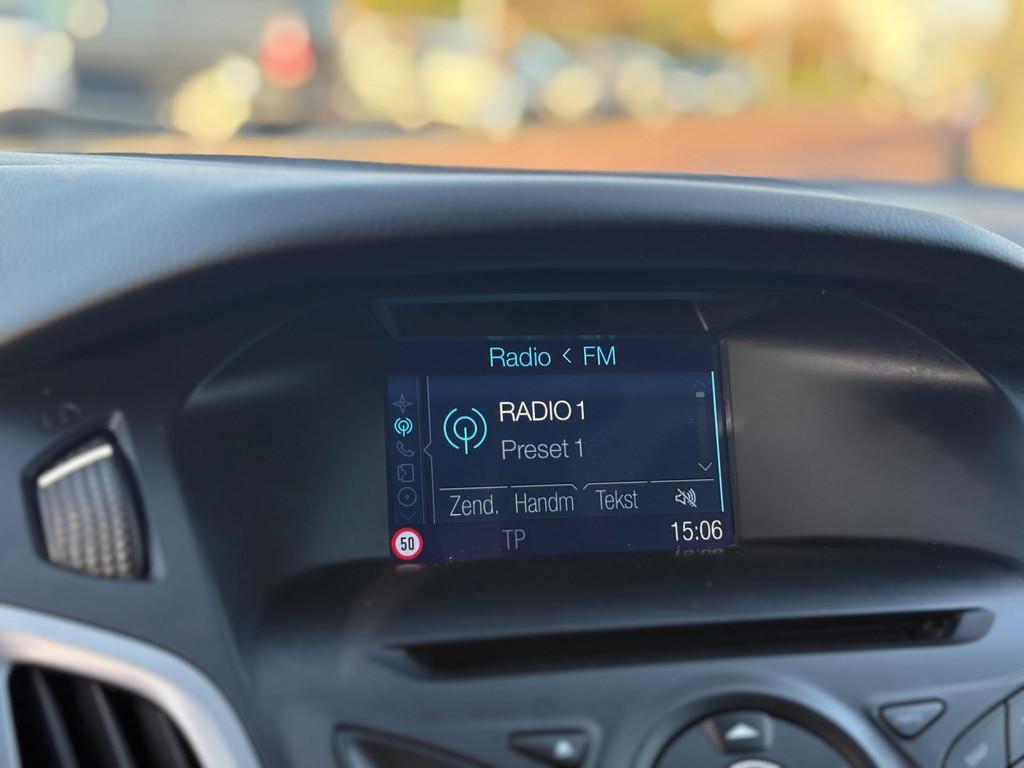 Radio < FM
RADIO 1
Preset 1
Zend. Handm Tekst
50 TP 15:06